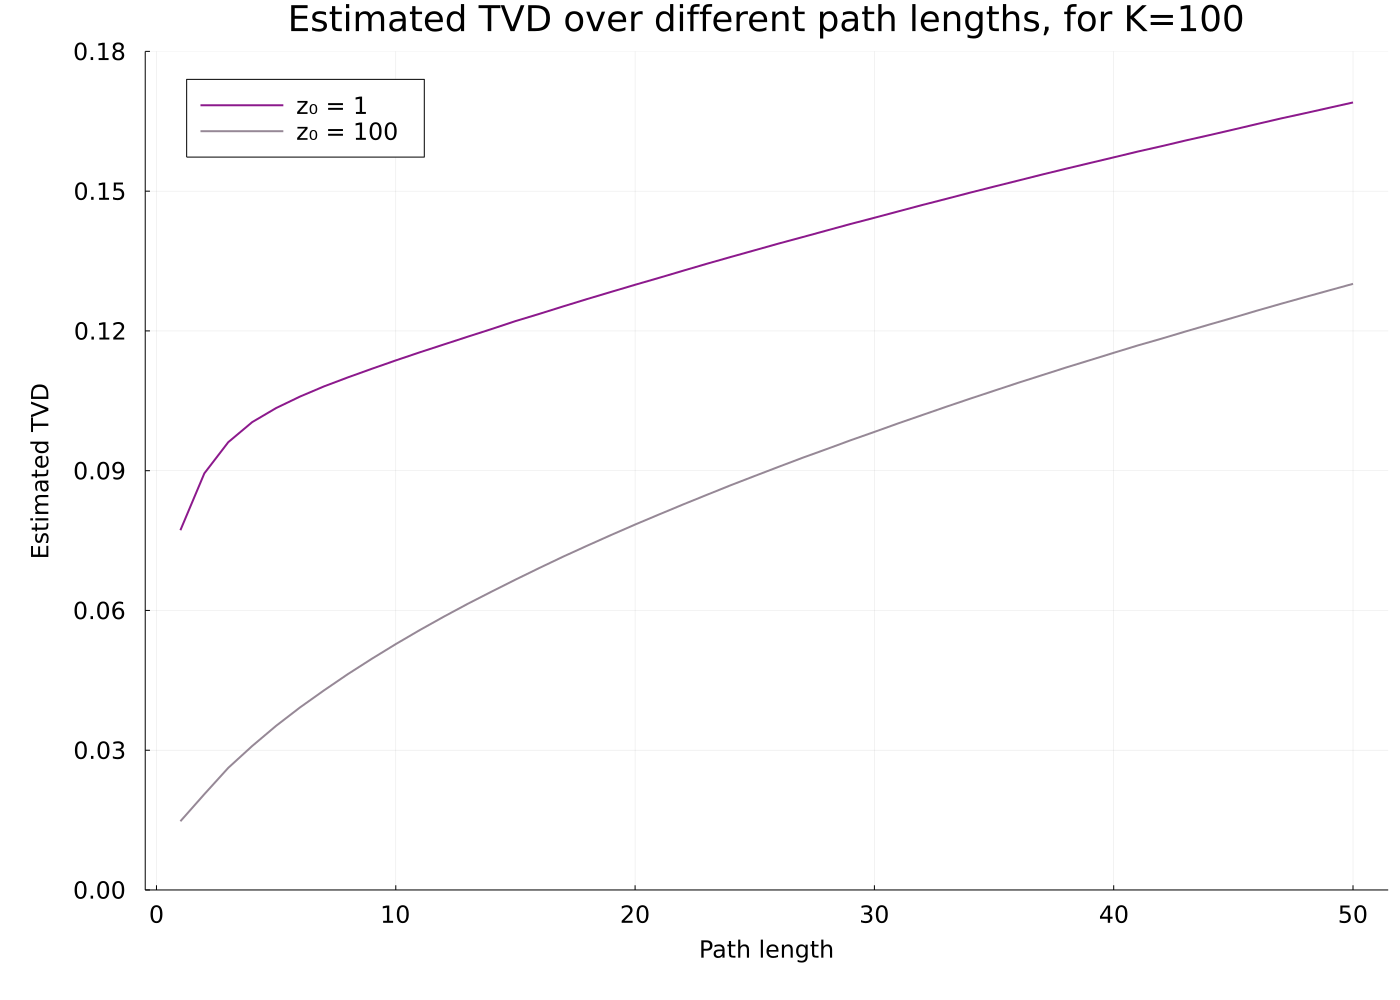 Estimated TVD over different path lengths, for K=100
0.18
z₀ = 1
z₀ = 100
0.15
0.12
0.09
0.06
0.03
0.00
Estimated TVD
0 10 20 30 40 50
Path length